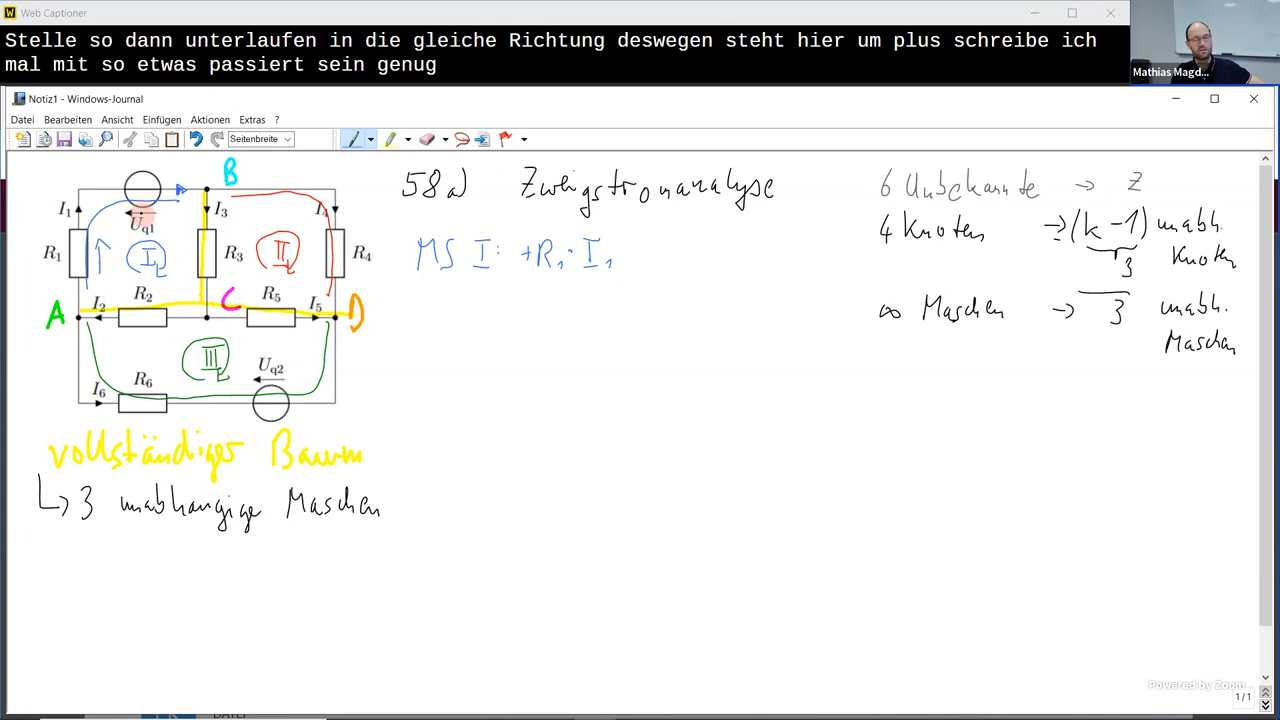 Web Captioner
Stelle so dann unterlaufen in die gleiche Richtung deswegen steht hier um plus schreibe ich
mal mit so etwas passiert sein genug
Mathias Magd...
Notiz1 - Windows-Journal
Datei Bearbeiten Ansicht Einfügen Aktionen Extras ?
Seitenbreite
58a) Zweigstromanalyse
6 Unbekannte → Z
4 Knoten → (k-1) unabh. Knoten
3
∞ Maschen → 3 unabh. Maschen
MS I: +R1·I1
B
I1 Uq1 I3 I4
R1 I R3 II R4
A I2 R2 C R5 I5 D
III
R6 Uq2
I6
vollständiger Baum
↳ 3 unabhängige Maschen
Powered by Zoom
1/1